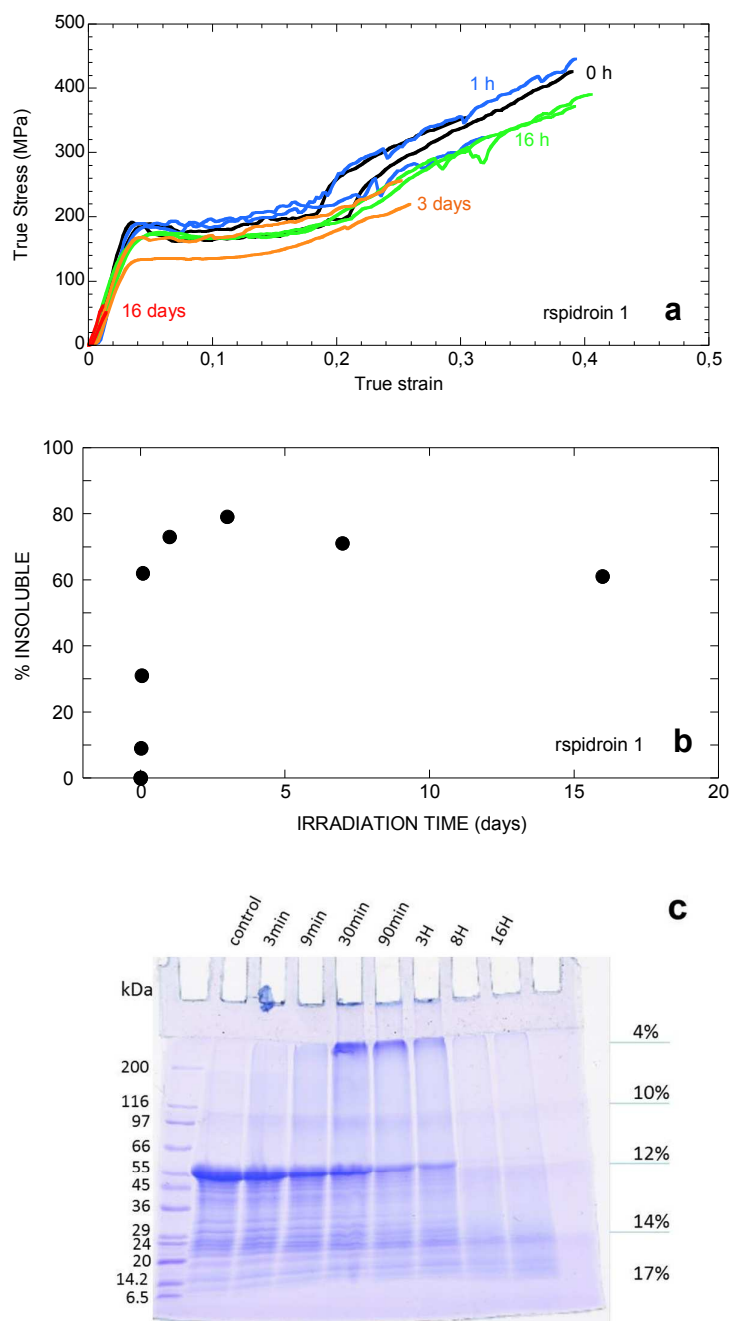 500
400
300
200
100
0
True Stress (MPa)
1 h
0 h
16 h
3 days
16 days
rspidroin 1
a
0
0,1
0,2
0,3
0,4
0,5
True strain
100
80
60
40
20
0
% INSOLUBLE
rspidroin 1
b
0
5
10
15
20
IRRADIATION TIME (days)
c
control
3min
9min
30min
90min
3H
8H
16H
kDa
200
116
97
66
55
45
36
29
24
20
14.2
6.5
4%
10%
12%
14%
17%